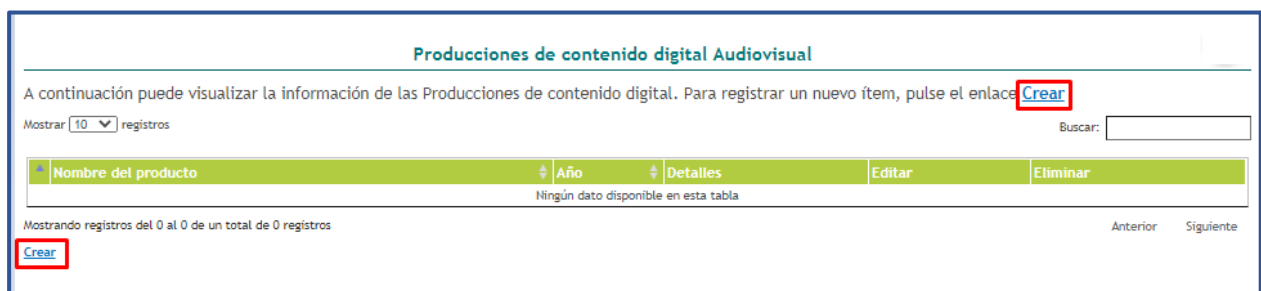 Producciones de contenido digital Audiovisual
A continuación puede visualizar la información de las Producciones de contenido digital. Para registrar un nuevo ítem, pulse el enlace Crear
Mostrar 10 registros
Buscar:
Nombre del producto Año Detalles Editar Eliminar
Ningún dato disponible en esta tabla
Mostrando registros del 0 al 0 de un total de 0 registros
Anterior Siguiente
Crear